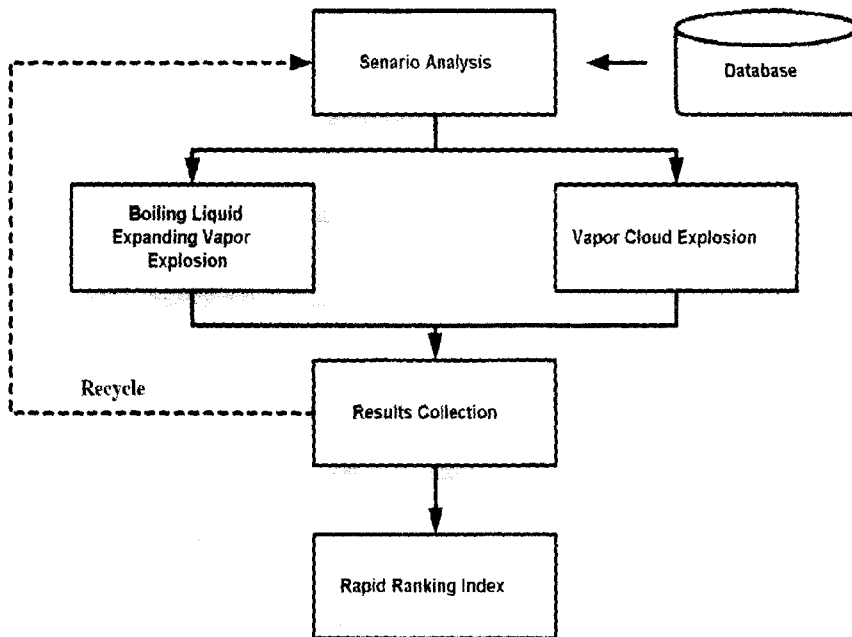 Senario Analysis
Database
Boiling Liquid
Expanding Vapor
Explosion
Vapor Cloud Explosion
Recycle
Results Collection
Rapid Ranking Index